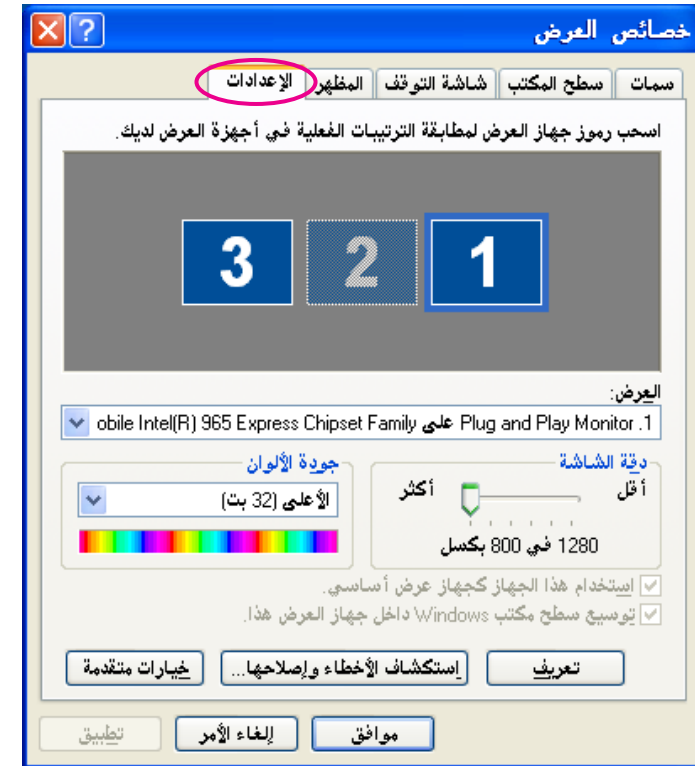 خصائص العرض
سمات
سطح المكتب
شاشة التوقف
المظهر
الإعدادات
اسحب رموز جهاز العرض لمطابقة الترتيبات الفعلية في أجهزة العرض لديك.
1
2
3
العرض:
1. Plug and Play Monitor على obile Intel(R) 965 Express Chipset Family
دقة الشاشة
أقل
أكثر
1280 في 800 بكسل
جودة الألوان
الأعلى (32 بت)
إستخدام هذا الجهاز كجهاز عرض أساسي.
توسيع سطح مكتب Windows داخل جهاز العرض هذا.
تعريف
إستكشاف الأخطاء وإصلاحها...
خيارات متقدمة
موافق
إلغاء الأمر
تطبيق